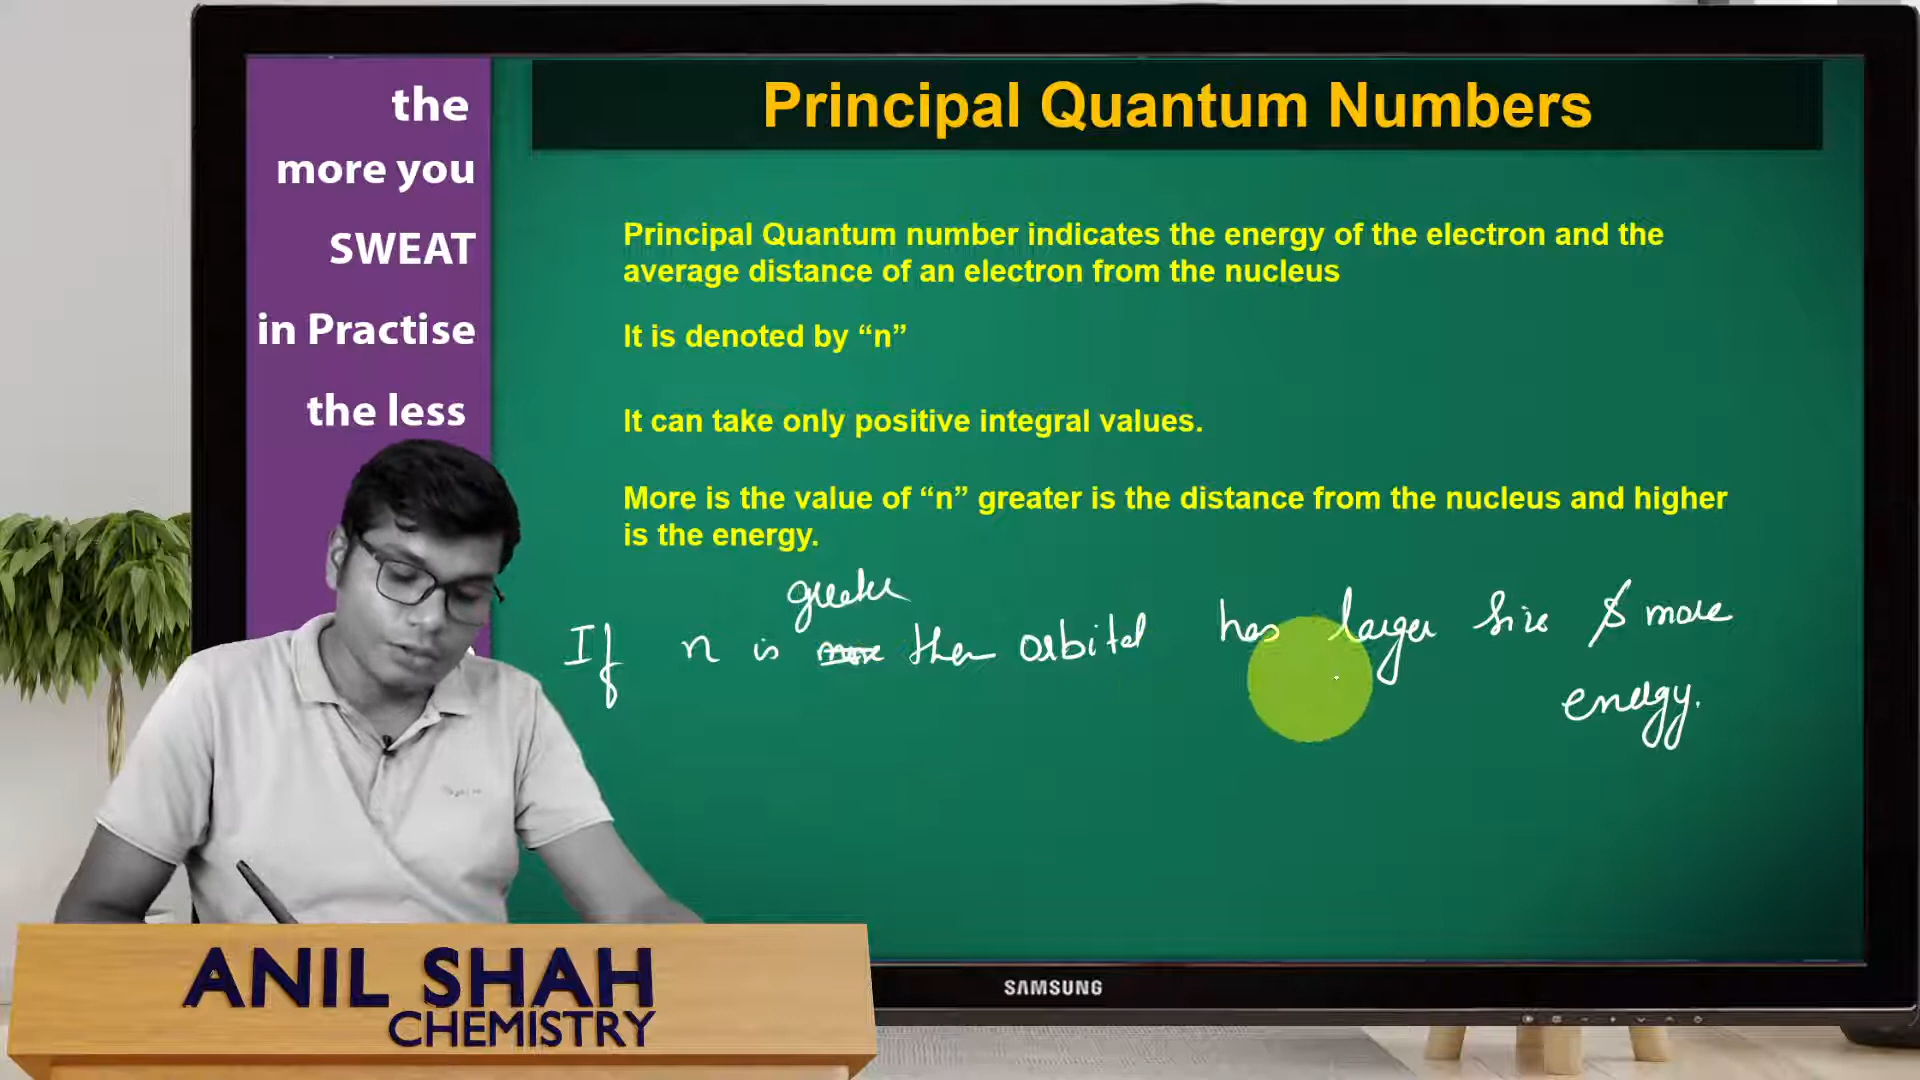 the
more you
SWEAT
in Practise
the less
Principal Quantum Numbers
Principal Quantum number indicates the energy of the electron and the
average distance of an electron from the nucleus
It is denoted by “n”
It can take only positive integral values.
More is the value of “n” greater is the distance from the nucleus and higher
is the energy.
greater
If n is more then orbital has larger size & more
energy.
ANIL SHAH
CHEMISTRY
SAMSUNG